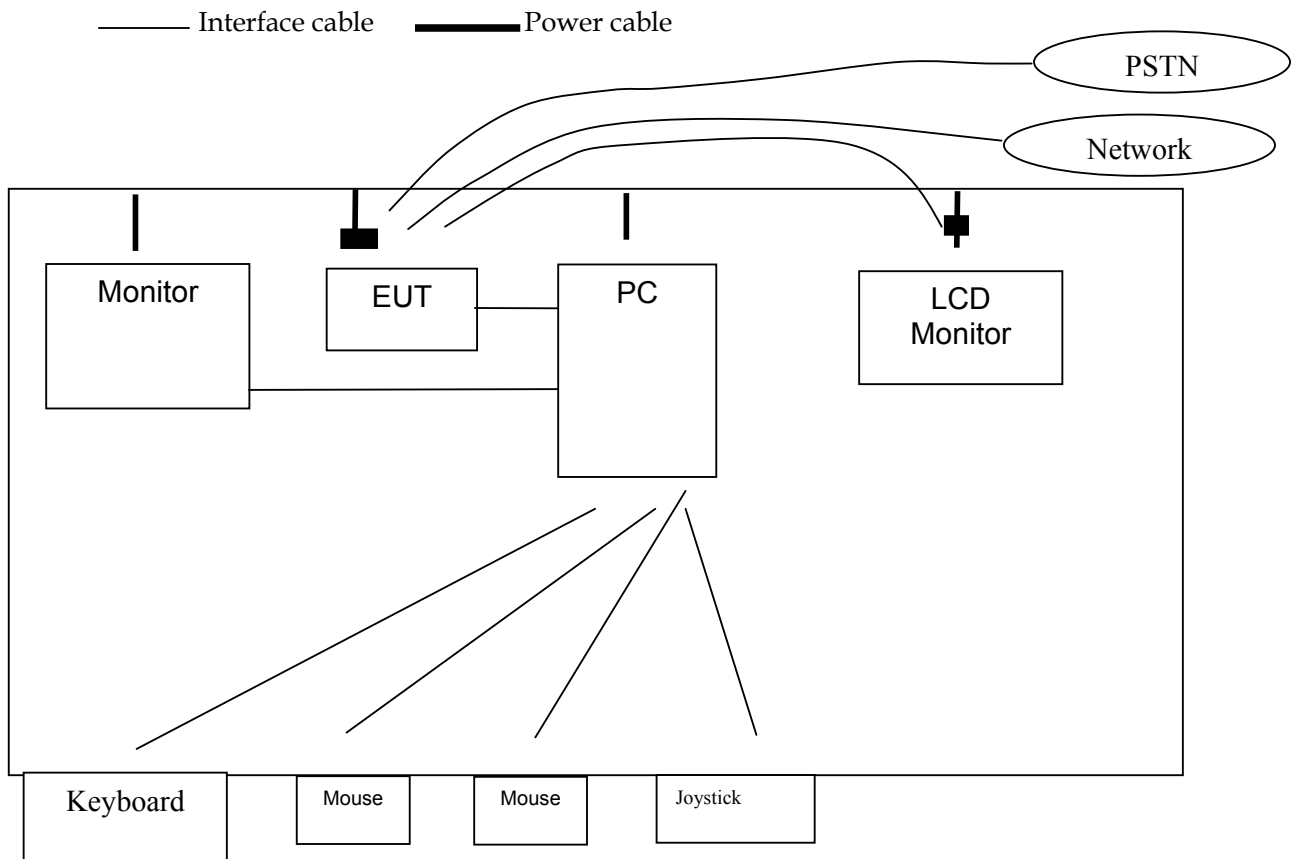 Interface cable Power cable
PSTN
Network
Monitor
EUT
PC
LCD
Monitor
Keyboard
Mouse
Mouse
Joystick